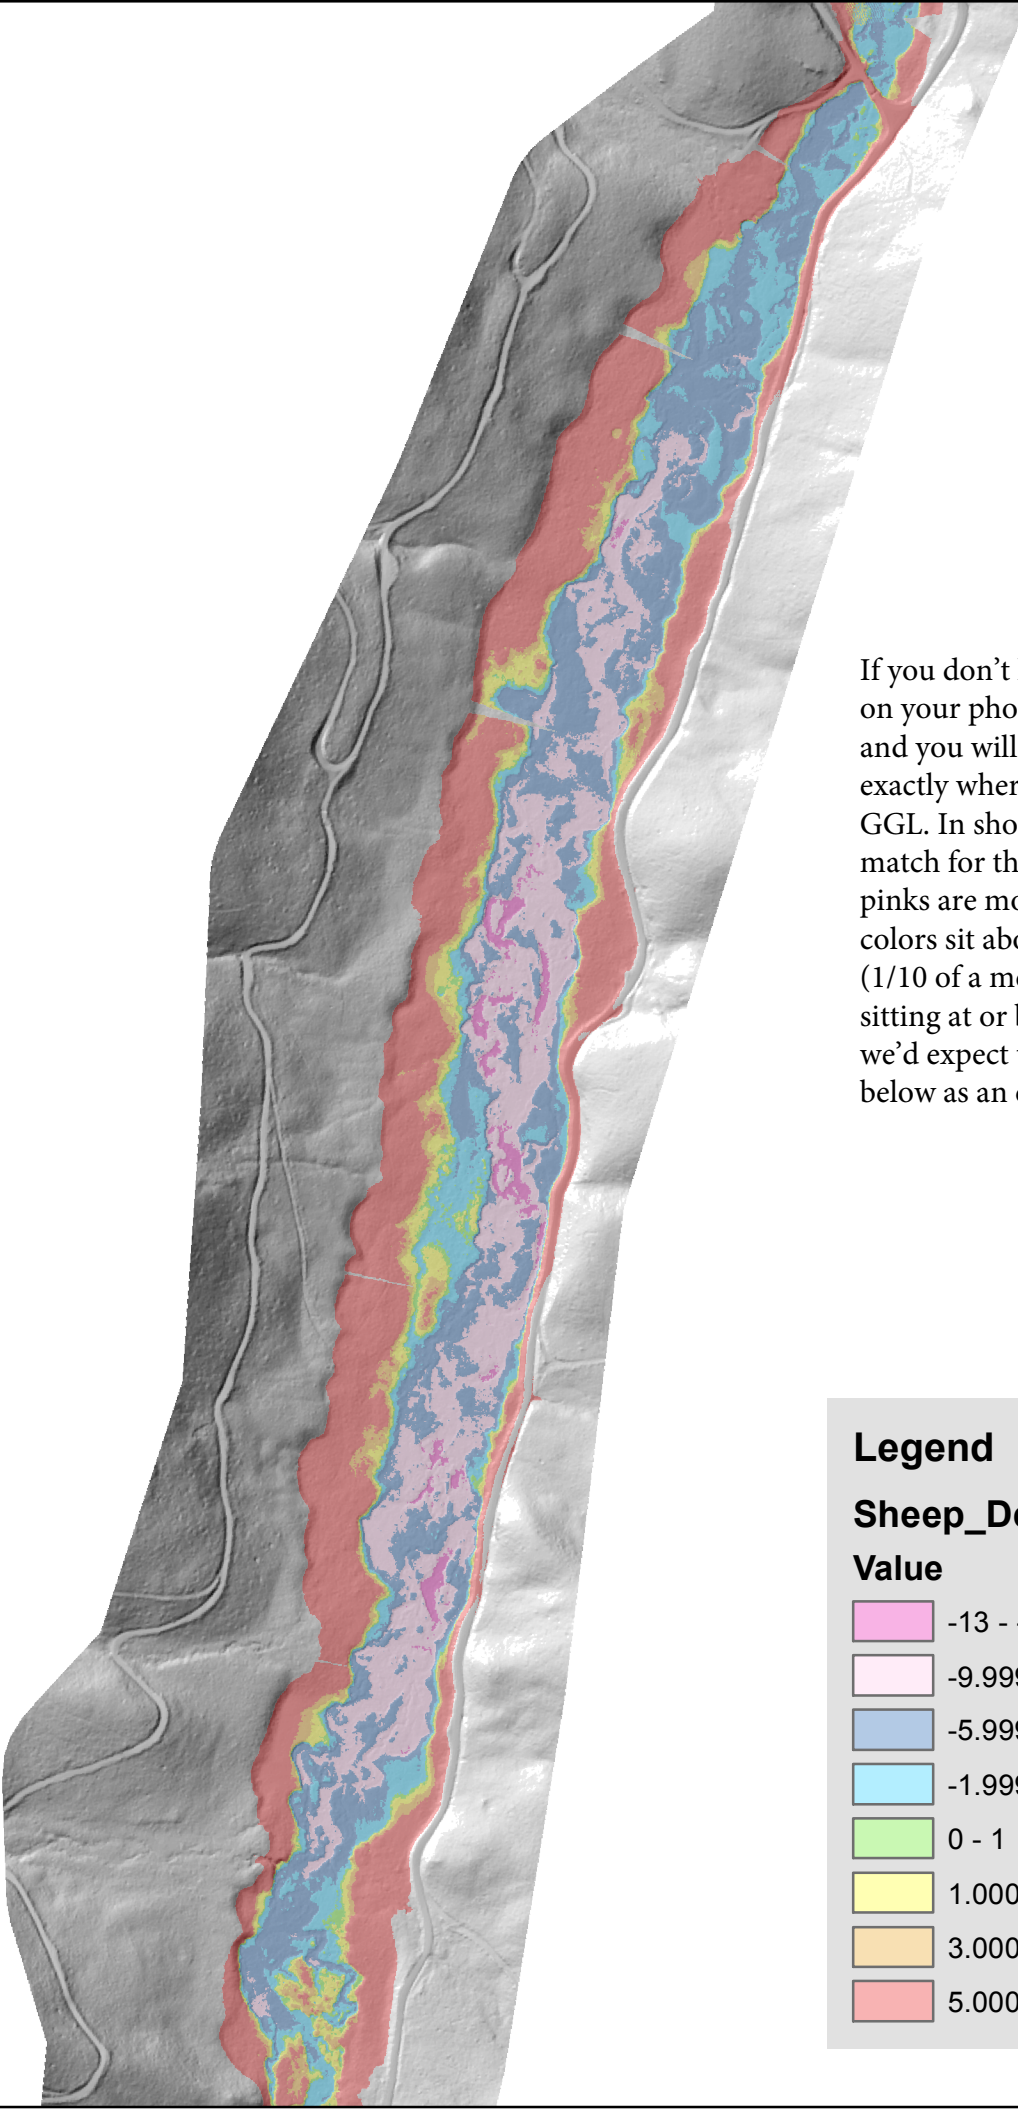 If you don’t
on your pho
and you will
exactly wher
GGL. In sho
match for th
pinks are mo
colors sit abo
(1/10 of a m
sitting at or b
we’d expect
below as an
Legend
Sheep_D
Value
-13 -
-9.999
-5.999
-1.999
0 - 1
1.000
3.000
5.000